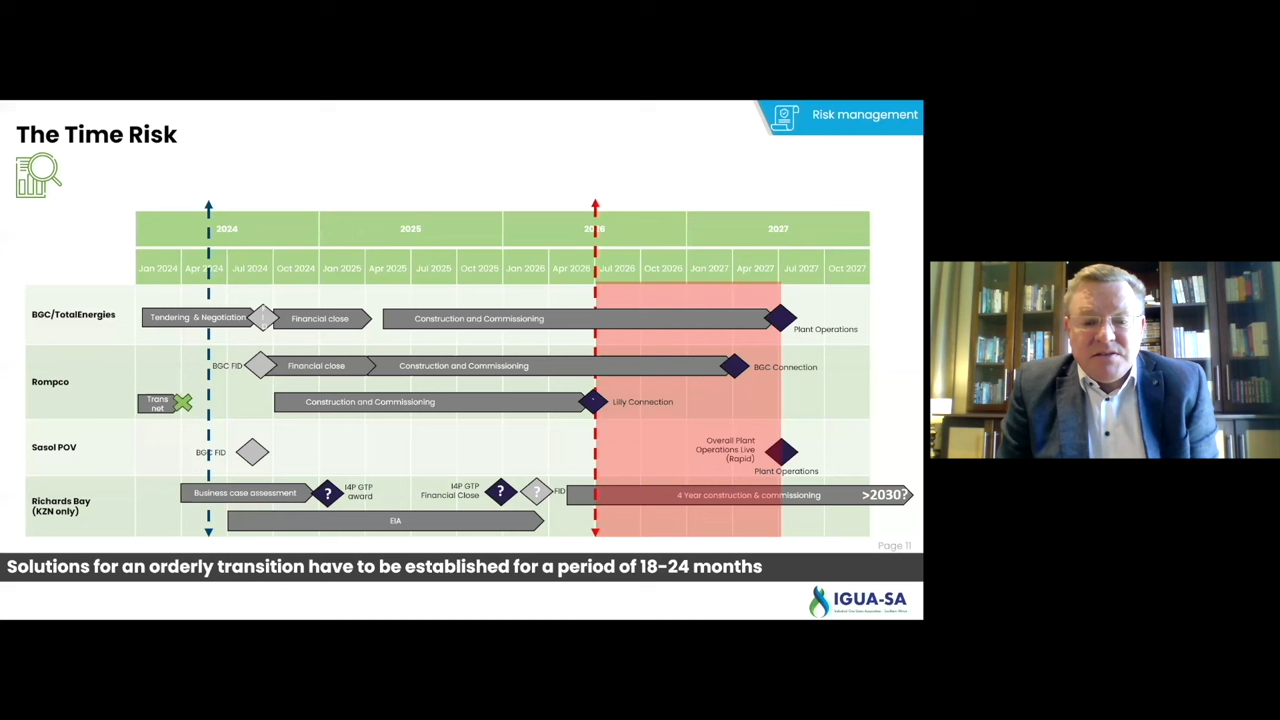 Risk management
The Time Risk
2024
2025
2026
2027
Jan 2024
Apr 2024
Jul 2024
Oct 2024
Jan 2025
Apr 2025
Jul 2025
Oct 2025
Jan 2026
Apr 2026
Jul 2026
Oct 2026
Jan 2027
Apr 2027
Jul 2027
Oct 2027
BGC/TotalEnergies
Tendering & Negotiation
Financial close
Construction and Commissioning
Plant Operations
Rompco
BGC FID
Financial close
Construction and Commissioning
BGC Connection
Trans
net
Construction and Commissioning
Lilly Connection
Sasol POV
BGC FID
Overall Plant
Operations Live
(Rapid)
Plant Operations
Richards Bay
(KZN only)
Business case assessment
?
I4P GTP
award
I4P GTP
Financial Close
?
?
FID
4 Year construction & commissioning
>2030?
EIA
Page 11
Solutions for an orderly transition have to be established for a period of 18-24 months
IGUA-SA